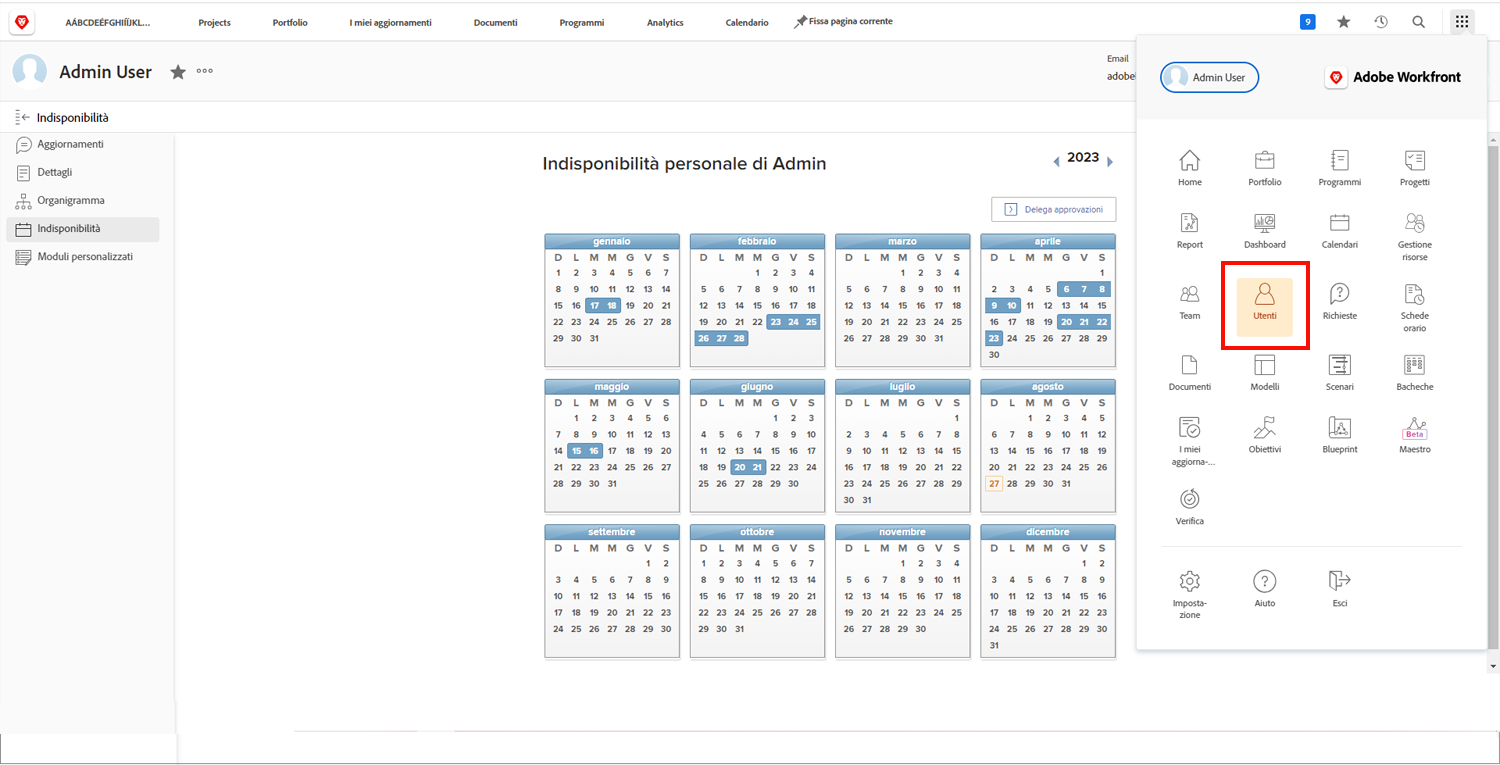 AÁBCDEÉFGHIÍJKL...
Projects
Portfolio
I miei aggiornamenti
Documenti
Programmi
Analytics
Calendario
Fissa pagina corrente
9
Admin User
Email
adobe
Indisponibilità
Aggiornamenti
Dettagli
Organigramma
Indisponibilità
Moduli personalizzati
Indisponibilità personale di Admin
2023
Delega approvazioni
gennaio
D L M M G V S
1 2 3 4 5 6 7
8 9 10 11 12 13 14
15 16 17 18 19 20 21
22 23 24 25 26 27 28
29 30 31
febbraio
D L M M G V S
1 2 3 4
5 6 7 8 9 10 11
12 13 14 15 16 17 18
19 20 21 22 23 24 25
26 27 28
marzo
D L M M G V S
1 2 3 4
5 6 7 8 9 10 11
12 13 14 15 16 17 18
19 20 21 22 23 24 25
26 27 28 29 30 31
aprile
D L M M G V S
1
2 3 4 5 6 7 8
9 10 11 12 13 14 15
16 17 18 19 20 21 22
23 24 25 26 27 28 29
30
maggio
D L M M G V S
1 2 3 4 5 6
7 8 9 10 11 12 13
14 15 16 17 18 19 20
21 22 23 24 25 26 27
28 29 30 31
giugno
D L M M G V S
1 2 3
4 5 6 7 8 9 10
11 12 13 14 15 16 17
18 19 20 21 22 23 24
25 26 27 28 29 30
luglio
D L M M G V S
1
2 3 4 5 6 7 8
9 10 11 12 13 14 15
16 17 18 19 20 21 22
23 24 25 26 27 28 29
30 31
agosto
D L M M G V S
1 2 3 4 5
6 7 8 9 10 11 12
13 14 15 16 17 18 19
20 21 22 23 24 25 26
27 28 29 30 31
settembre
D L M M G V S
1 2
3 4 5 6 7 8 9
10 11 12 13 14 15 16
17 18 19 20 21 22 23
24 25 26 27 28 29 30
ottobre
D L M M G V S
1 2 3 4 5 6 7
8 9 10 11 12 13 14
15 16 17 18 19 20 21
22 23 24 25 26 27 28
29 30 31
novembre
D L M M G V S
1 2 3 4
5 6 7 8 9 10 11
12 13 14 15 16 17 18
19 20 21 22 23 24 25
26 27 28 29 30
dicembre
D L M M G V S
1 2
3 4 5 6 7 8 9
10 11 12 13 14 15 16
17 18 19 20 21 22 23
24 25 26 27 28 29 30
31
Admin User
Adobe Workfront
Home
Portfolio
Programmi
Progetti
Report
Dashboard
Calendari
Gestione
risorse
Team
Utenti
Richieste
Schede
orario
Documenti
Modelli
Scenari
Bacheche
I miei
aggiorna-...
Obiettivi
Blueprint
Beta
Maestro
Verifica
Imposta-
zione
Aiuto
Esci